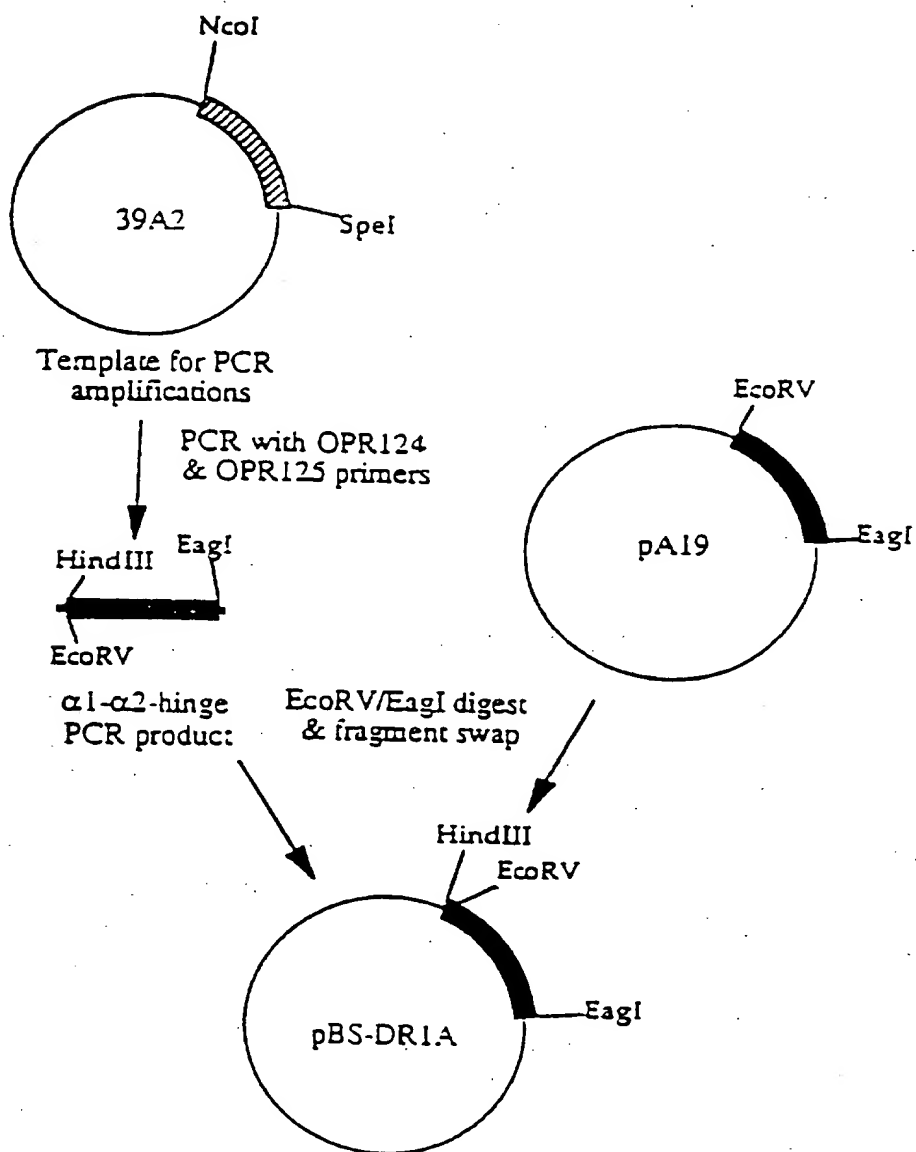 NcoI
39A2
SpeI
Template for PCR
amplifications
PCR with OPR124
& OPR125 primers
HindIII
EagI
EcoRV
α1-α2-hinge
PCR product
EcoRV
pA19
EagI
EcoRV/EagI digest
& fragment swap
HindIII
EcoRV
pBS-DR1A
EagI